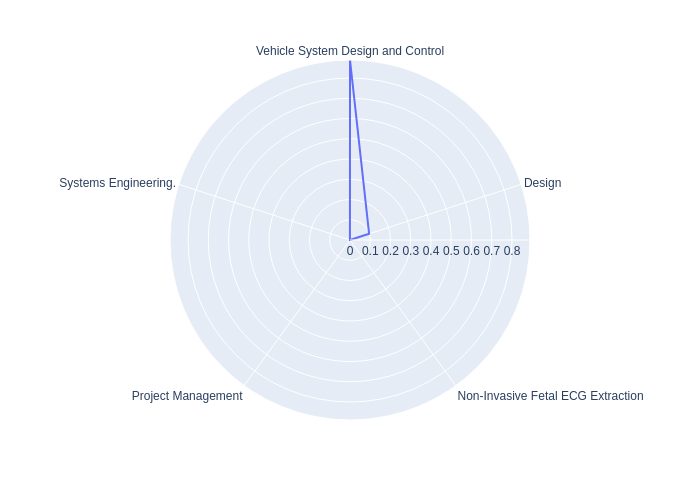 Vehicle System Design and Control
Systems Engineering.
Design
0 0.1 0.2 0.3 0.4 0.5 0.6 0.7 0.8
Project Management
Non-Invasive Fetal ECG Extraction